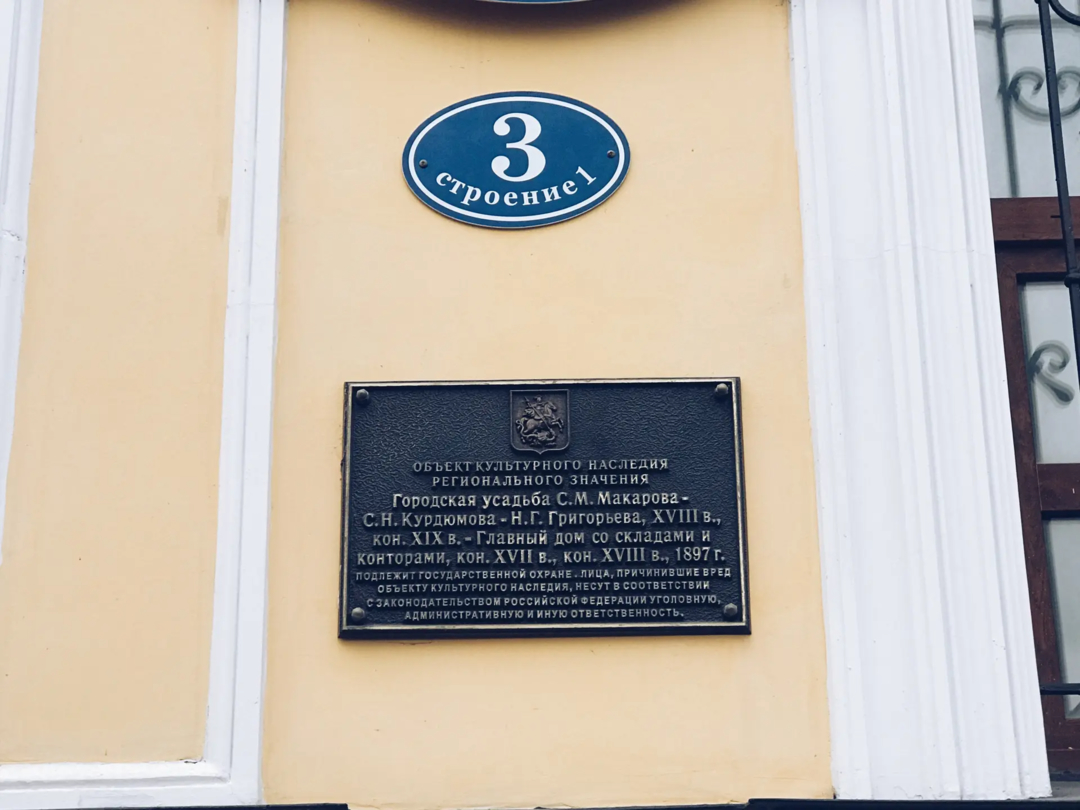 3
строение 1
ОБЪЕКТ КУЛЬТУРНОГО НАСЛЕДИЯ
РЕГИОНАЛЬНОГО ЗНАЧЕНИЯ
Городская усадьба С.М. Макарова-
С.Н. Курдюмова - Н.Г. Григорьева, XVIII в.,
кон. XIX в. - Главный дом со складами и
конторами, кон. XVII в., кон. XVIII в., 1897 г.
ПОДЛЕЖИТ ГОСУДАРСТВЕННОЙ ОХРАНЕ. ЛИЦА, ПРИЧИНИВШИЕ ВРЕД
ОБЪЕКТУ КУЛЬТУРНОГО НАСЛЕДИЯ, НЕСУТ В СООТВЕТСТВИИ
С ЗАКОНОДАТЕЛЬСТВОМ РОССИЙСКОЙ ФЕДЕРАЦИИ УГОЛОВНУЮ,
АДМИНИСТРАТИВНУЮ И ИНУЮ ОТВЕТСТВЕННОСТЬ.